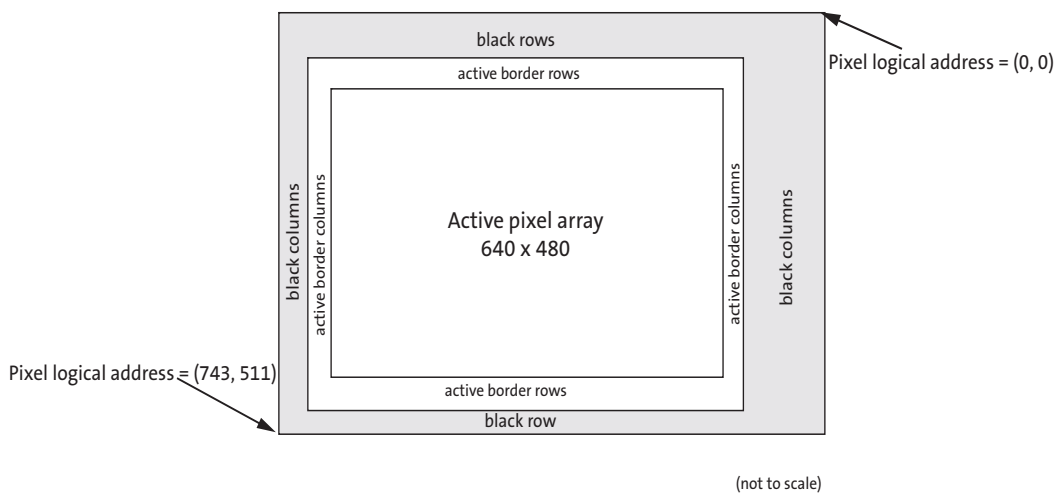 black rows
Pixel logical address = (0, 0)
active border rows
black columns
active border columns
Active pixel array
640 x 480
active border columns
black columns
Pixel logical address = (743, 511)
active border rows
black row
(not to scale)